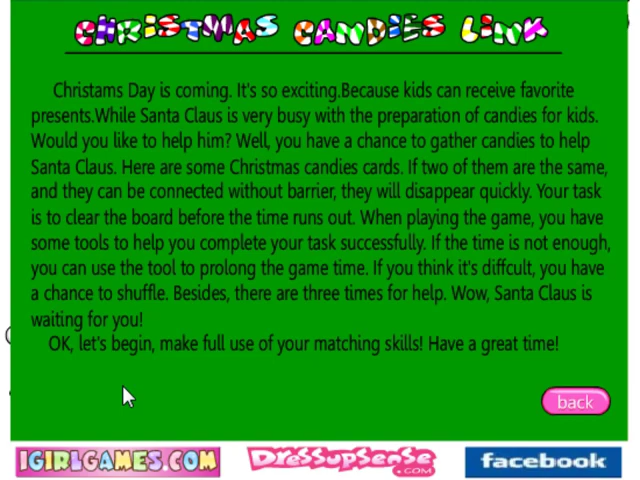 CHRISTMAS CANDIES LINK
Christams Day is coming. It's so exciting.Because kids can receive favorite
presents.While Santa Claus is very busy with the preparation of candies for kids.
Would you like to help him? Well, you have a chance to gather candies to help
Santa Claus. Here are some Christmas candies cards. If two of them are the same,
and they can be connected without barrier, they will disappear quickly. Your task
is to clear the board before the time runs out. When playing the game, you have
some tools to help you complete your task successfully. If the time is not enough,
you can use the tool to prolong the game time. If you think it's diffcult, you have
a chance to shuffle. Besides, there are three times for help. Wow, Santa Claus is
waiting for you!
OK, let's begin, make full use of your matching skills! Have a great time!
back
IGIRLGAMES.COM
DressupSense.COM
facebook